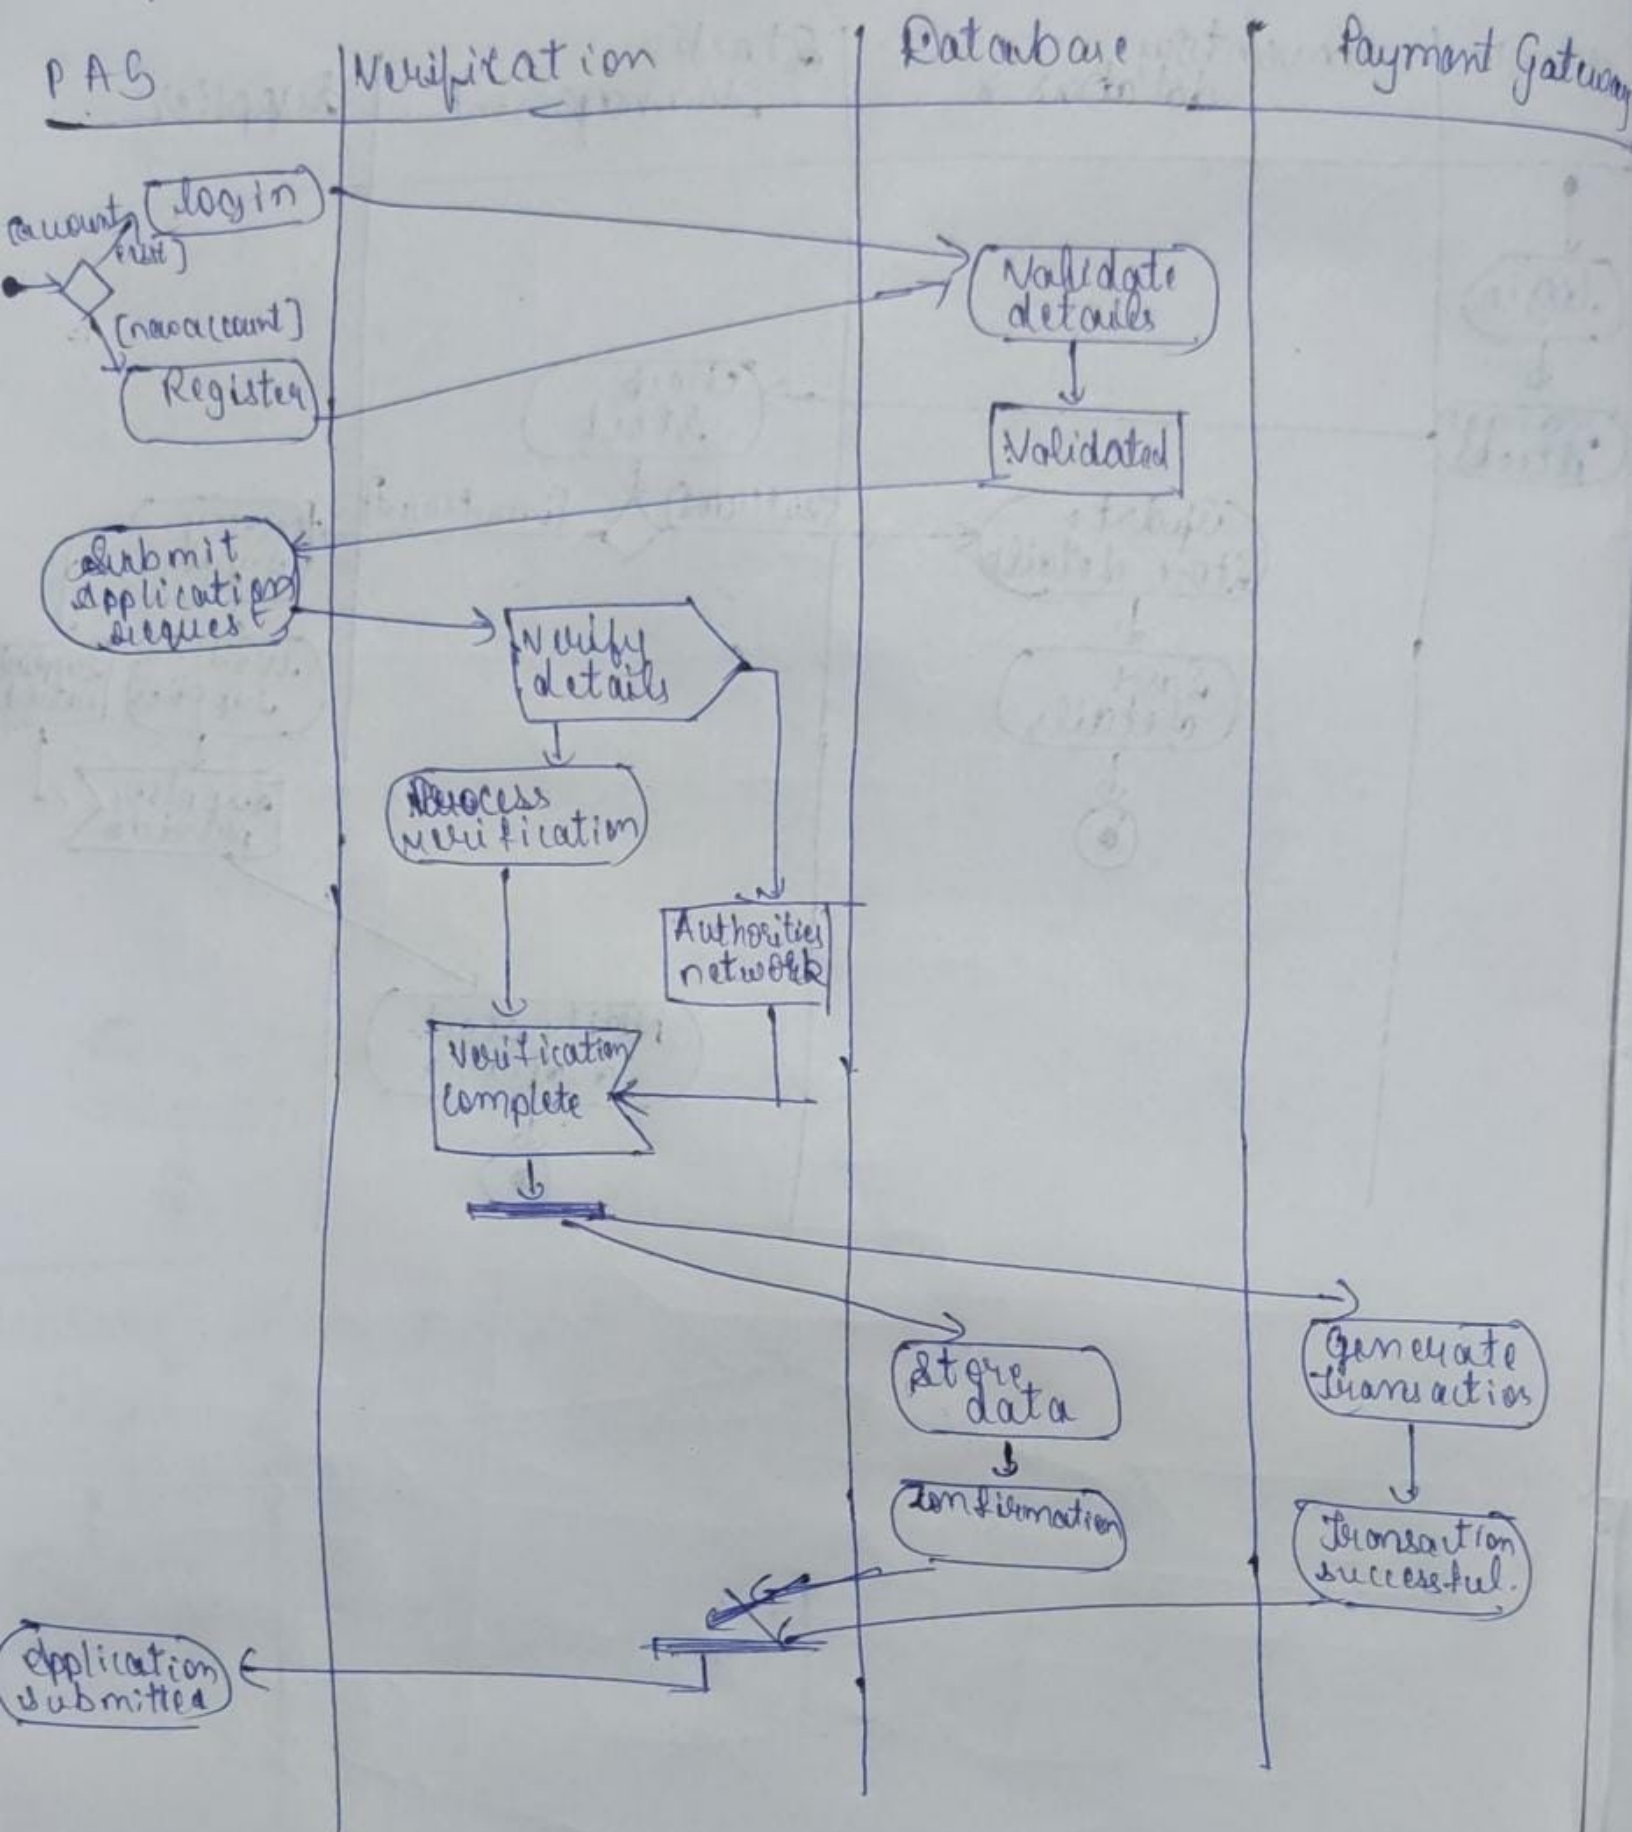 PAS
Verification
Database
Payment Gateway
login
[account
exist]
[new account]
Register
Validate
details
Validated
Submit
Application
request
Verify
details
Process
verification
Authorities
network
Verification
complete
Store
data
Generate
Transaction
Confirmation
Transaction
successful.
Application
submitted